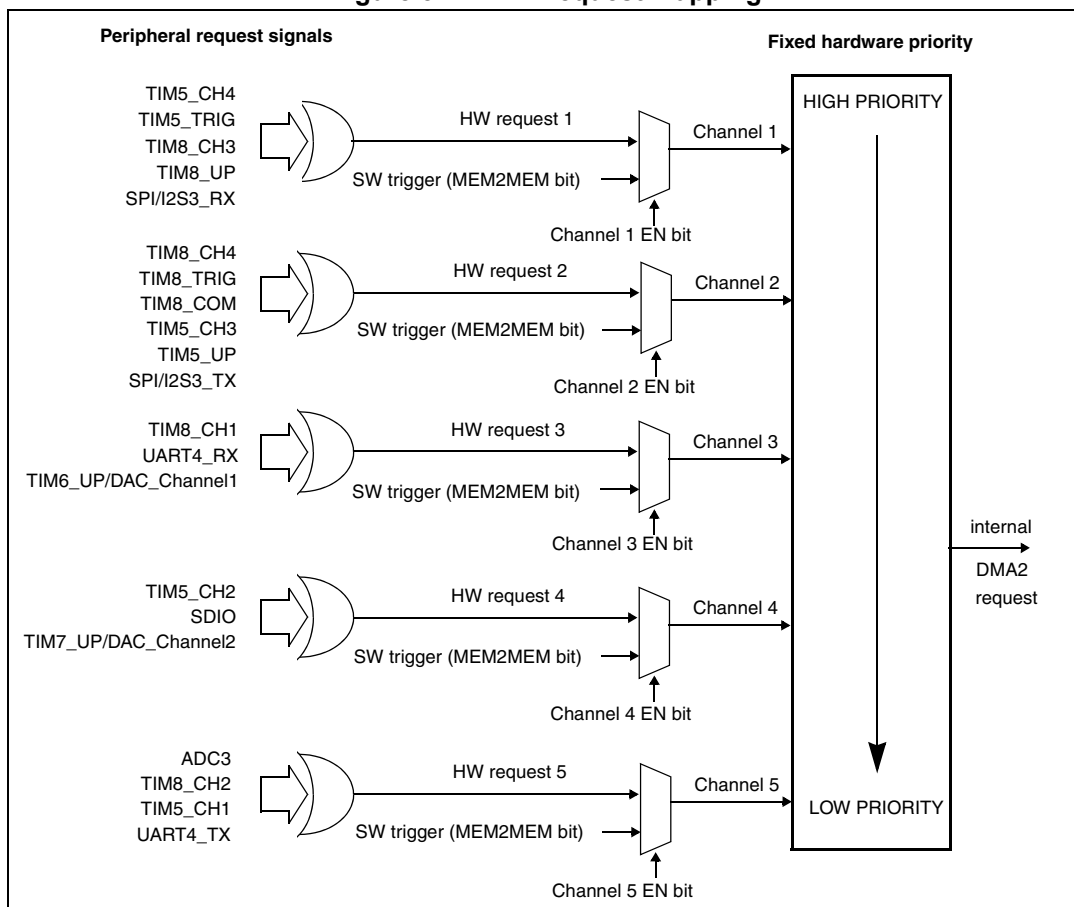 Peripheral request signals
Fixed hardware priority
TIM5_CH4
TIM5_TRIG
TIM8_CH3
TIM8_UP
SPI/I2S3_RX
HW request 1
SW trigger (MEM2MEM bit)
Channel 1
Channel 1 EN bit
HIGH PRIORITY
TIM8_CH4
TIM8_TRIG
TIM8_COM
TIM5_CH3
TIM5_UP
SPI/I2S3_TX
HW request 2
SW trigger (MEM2MEM bit)
Channel 2
Channel 2 EN bit
TIM8_CH1
UART4_RX
TIM6_UP/DAC_Channel1
HW request 3
SW trigger (MEM2MEM bit)
Channel 3
Channel 3 EN bit
internal
DMA2
request
TIM5_CH2
SDIO
TIM7_UP/DAC_Channel2
HW request 4
SW trigger (MEM2MEM bit)
Channel 4
Channel 4 EN bit
ADC3
TIM8_CH2
TIM5_CH1
UART4_TX
HW request 5
SW trigger (MEM2MEM bit)
Channel 5
Channel 5 EN bit
LOW PRIORITY